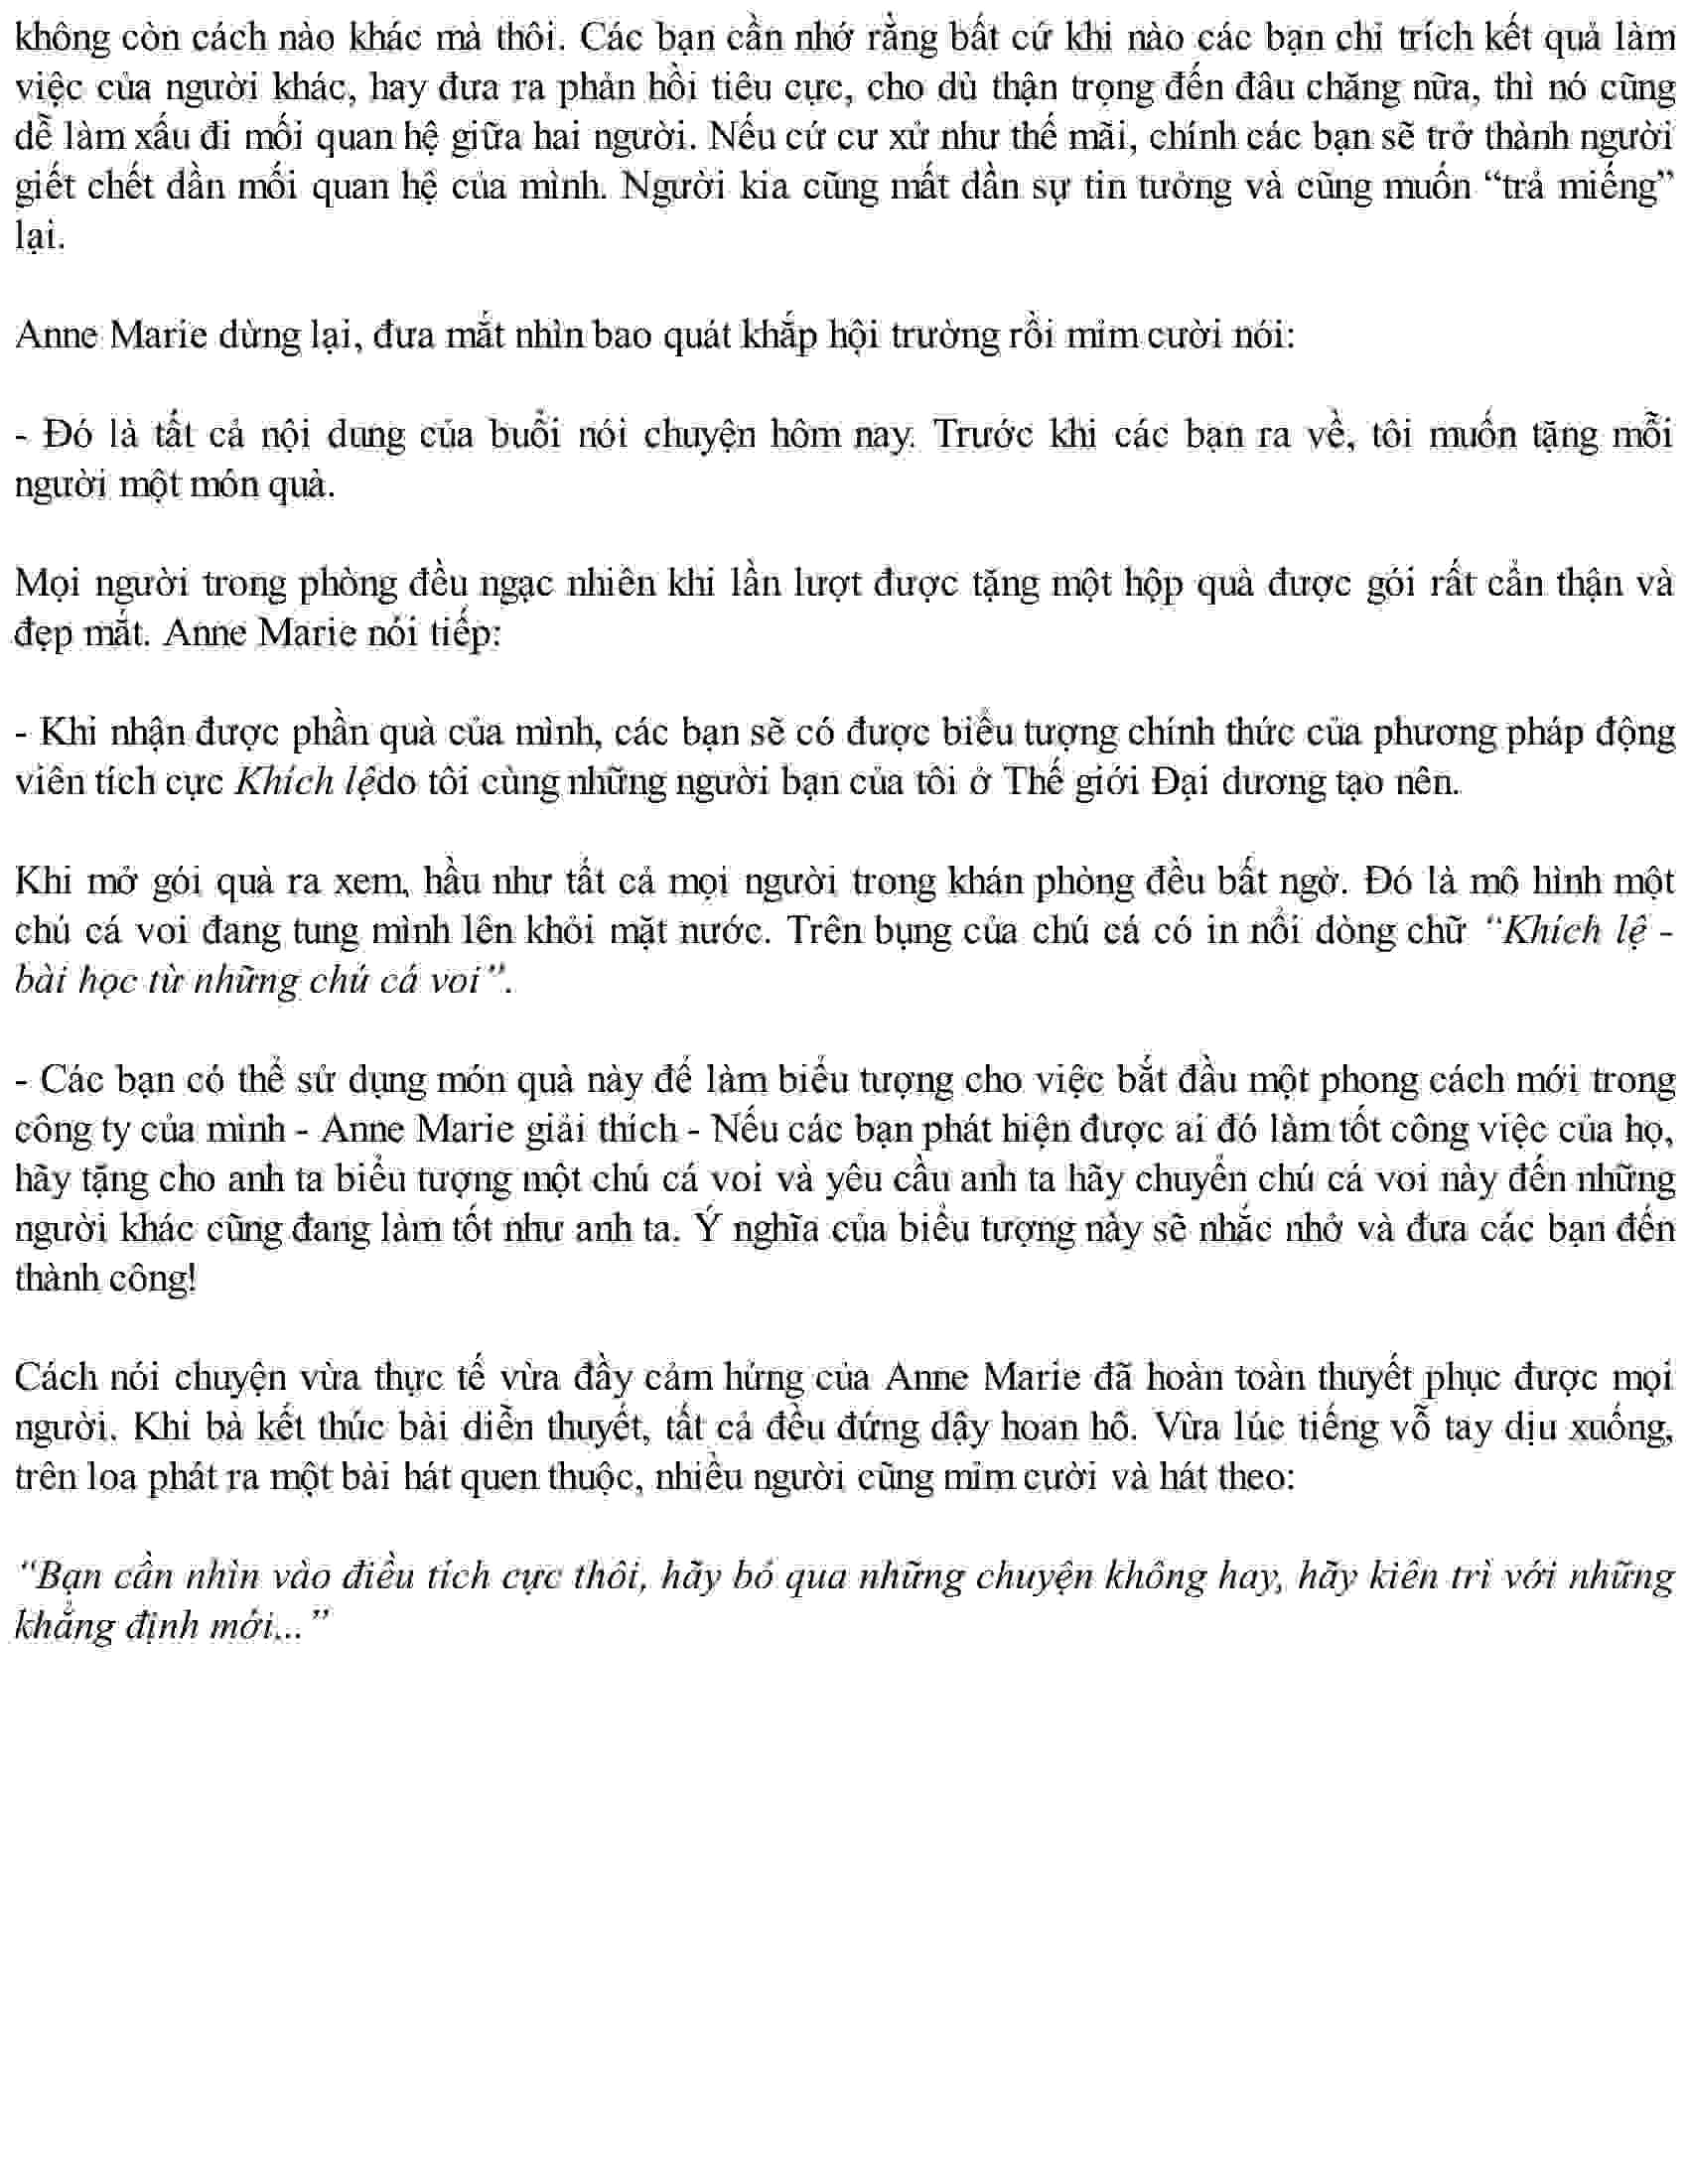 không còn cách nào khác mà thôi. Các bạn cần nhớ rằng bất cứ khi nào các bạn chỉ trích kết quả làm
việc của người khác, hay đưa ra phản hồi tiêu cực, cho dù thận trọng đến đâu chăng nữa, thì nó cũng
dễ làm xấu đi mối quan hệ giữa hai người. Nếu cứ cư xử như thế mãi, chính các bạn sẽ trở thành người
giết chết dần mối quan hệ của mình. Người kia cũng mất dần sự tin tưởng và cũng muốn “trả miếng”
lại.
Anne Marie dừng lại, đưa mắt nhìn bao quát khắp hội trường rồi mỉm cười nói:
- Đó là tất cả nội dung của buổi nói chuyện hôm nay. Trước khi các bạn ra về, tôi muốn tặng mỗi
người một món quà.
Mọi người trong phòng đều ngạc nhiên khi lần lượt được tặng một hộp quà được gói rất cẩn thận và
đẹp mắt. Anne Marie nói tiếp:
- Khi nhận được phần quà của mình, các bạn sẽ có được biểu tượng chính thức của phương pháp động
viên tích cực Khích lệdo tôi cùng những người bạn của tôi ở Thế giới Đại dương tạo nên.
Khi mở gói quà ra xem, hầu như tất cả mọi người trong khán phòng đều bất ngờ. Đó là mô hình một
chú cá voi đang tung mình lên khỏi mặt nước. Trên bụng của chú cá có in nổi dòng chữ “Khích lệ -
bài học từ những chú cá voi”.
- Các bạn có thể sử dụng món quà này để làm biểu tượng cho việc bắt đầu một phong cách mới trong
công ty của mình - Anne Marie giải thích - Nếu các bạn phát hiện được ai đó làm tốt công việc của họ,
hãy tặng cho anh ta biểu tượng một chú cá voi và yêu cầu anh ta hãy chuyển chú cá voi này đến những
người khác cũng đang làm tốt như anh ta. Ý nghĩa của biểu tượng này sẽ nhắc nhở và đưa các bạn đến
thành công!
Cách nói chuyện vừa thực tế vừa đầy cảm hứng của Anne Marie đã hoàn toàn thuyết phục được mọi
người. Khi bà kết thúc bài diễn thuyết, tất cả đều đứng dậy hoan hô. Vừa lúc tiếng vỗ tay dịu xuống,
trên loa phát ra một bài hát quen thuộc, nhiều người cũng mỉm cười và hát theo:
“Bạn cần nhìn vào điều tích cực thôi, hãy bỏ qua những chuyện không hay, hãy kiên trì với những
khẳng định mới...”